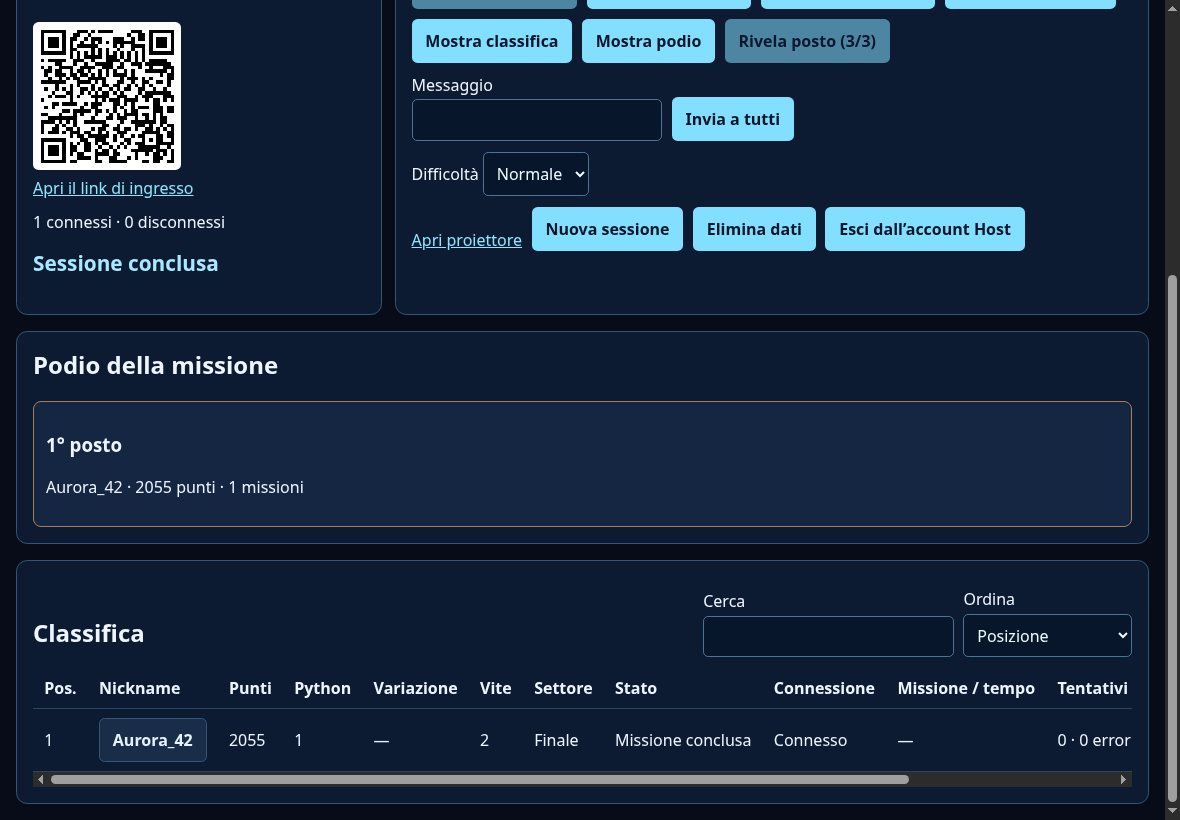 Mostra classifica Mostra podio Rivela posto (3/3)
Messaggio
Invia a tutti
Difficoltà Normale
Apri proiettore Nuova sessione Elimina dati Esci dall’account Host
Apri il link di ingresso
1 connessi · 0 disconnessi
Sessione conclusa
Podio della missione
1° posto
Aurora_42 · 2055 punti · 1 missioni
Classifica
Cerca
Ordina
Posizione
Pos. Nickname Punti Python Variazione Vite Settore Stato Connessione Missione / tempo Tentativi
1 Aurora_42 2055 1 — 2 Finale Missione conclusa Connesso — 0 · 0 error